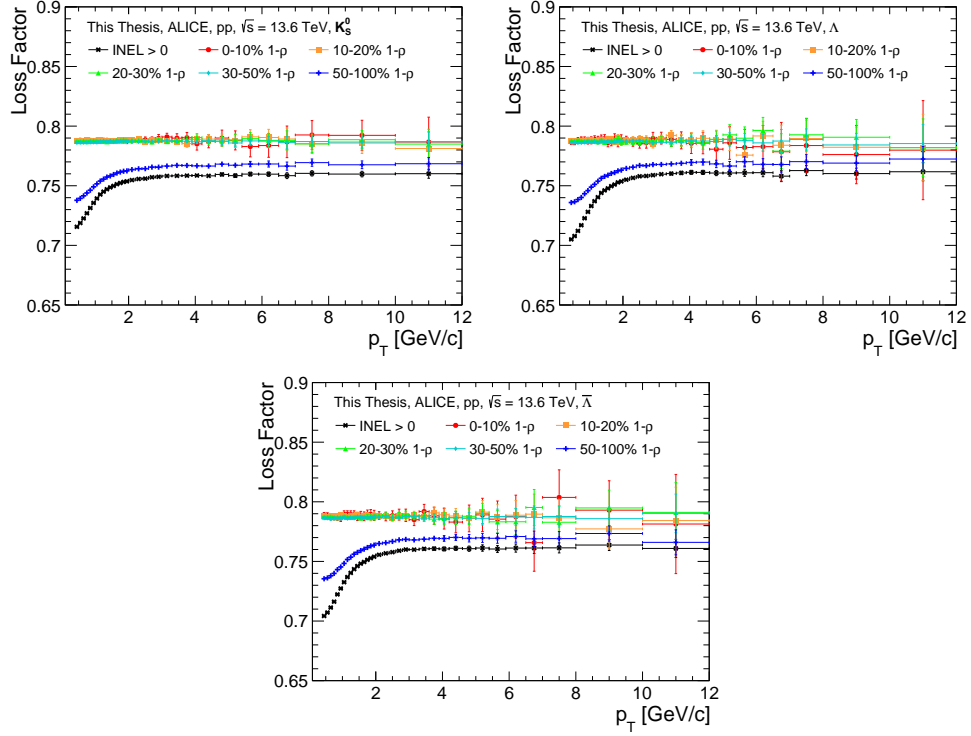 This Thesis, ALICE, pp, √s = 13.6 TeV, K⁰S
INEL > 0 0-10% 1-ρ 10-20% 1-ρ
20-30% 1-ρ 30-50% 1-ρ 50-100% 1-ρ
Loss Factor
0.9
0.85
0.8
0.75
0.7
0.65
2 4 6 8 10 12
pT [GeV/c]
This Thesis, ALICE, pp, √s = 13.6 TeV, Λ
INEL > 0 0-10% 1-ρ 10-20% 1-ρ
20-30% 1-ρ 30-50% 1-ρ 50-100% 1-ρ
Loss Factor
0.9
0.85
0.8
0.75
0.7
0.65
2 4 6 8 10 12
pT [GeV/c]
This Thesis, ALICE, pp, √s = 13.6 TeV, Λ̅
INEL > 0 0-10% 1-ρ 10-20% 1-ρ
20-30% 1-ρ 30-50% 1-ρ 50-100% 1-ρ
Loss Factor
0.9
0.85
0.8
0.75
0.7
0.65
2 4 6 8 10 12
pT [GeV/c]